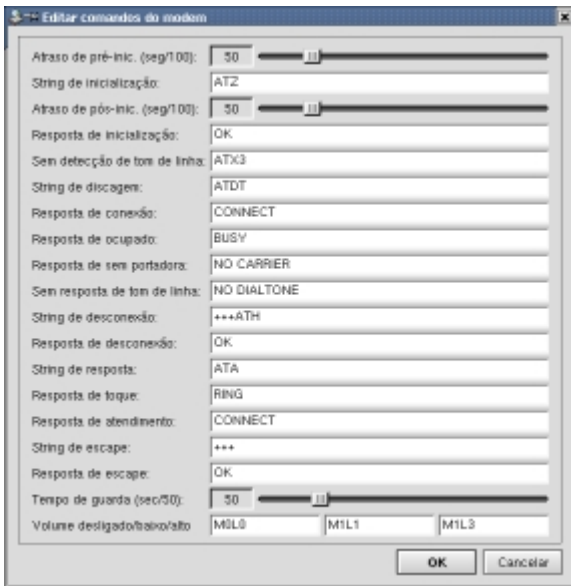 Editar comandos do modem
Atraso de pré-inic. (seg/100): 50
String de inicialização: ATZ
Atraso de pós-inic. (seg/100): 50
Resposta de inicialização: OK
Sem detecção de tom de linha: ATX3
String de discagem: ATDT
Resposta de conexão: CONNECT
Resposta de ocupado: BUSY
Resposta de sem portadora: NO CARRIER
Sem resposta de tom de linha: NO DIALTONE
String de desconexão: +++ATH
Resposta de desconexão: OK
String de resposta: ATA
Resposta de toque: RING
Resposta de atendimento: CONNECT
String de escape: +++
Resposta de escape: OK
Tempo de guarda (sec/50): 50
Volume desligado/baixo/alto M0L0 M1L1 M1L3
OK Cancelar